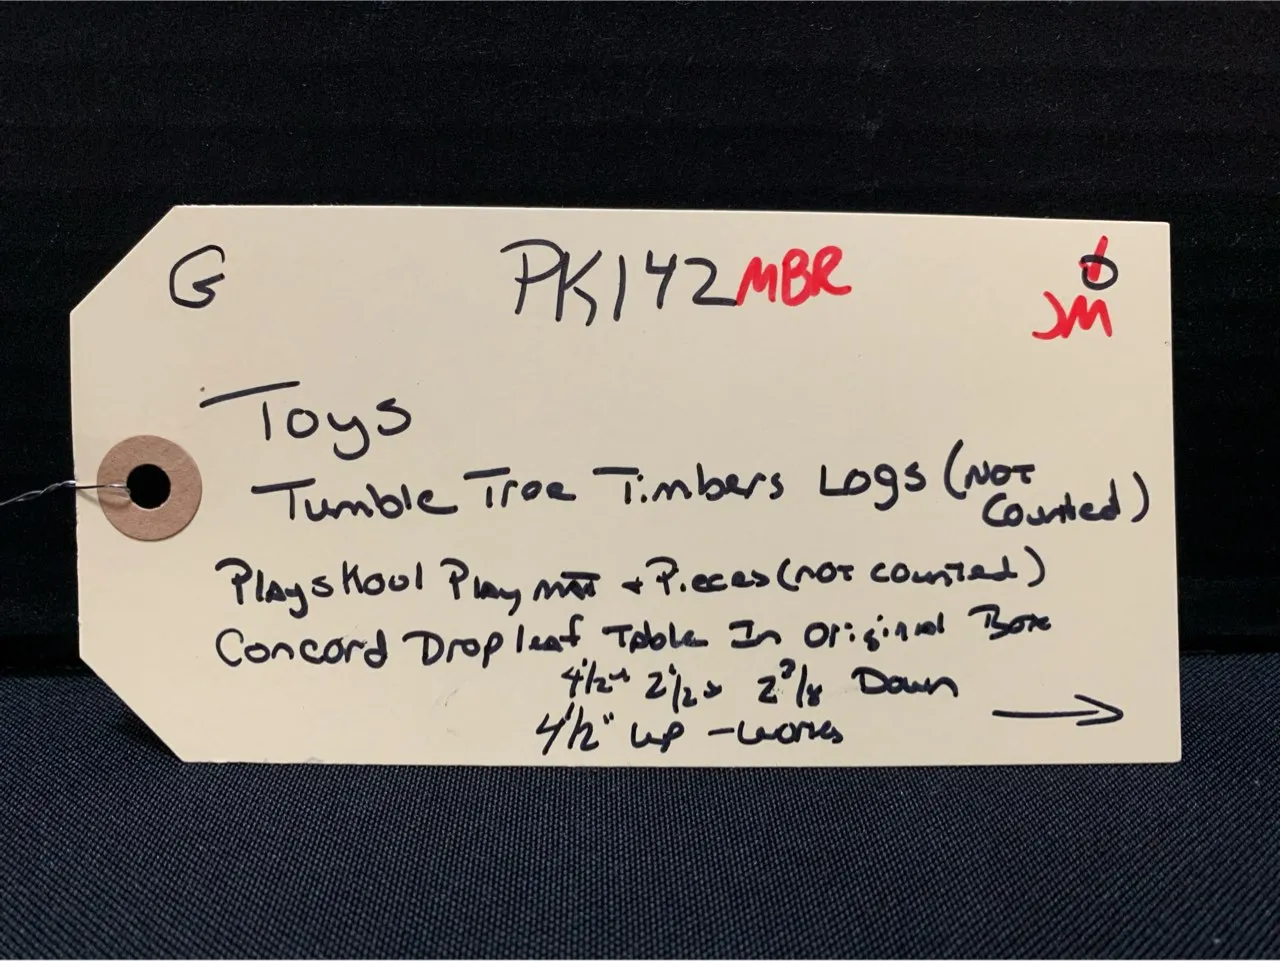 G PK142 MBR
JM
Toys
Tumble Tree Timbers Logs (NOT
Counted)
Playskool Play mat + Pieces (not counted)
Concord Drop leaf Table In Original Box
4 1/2" 2 1/2 x 2 3/8 Down
4 1/2" up - works